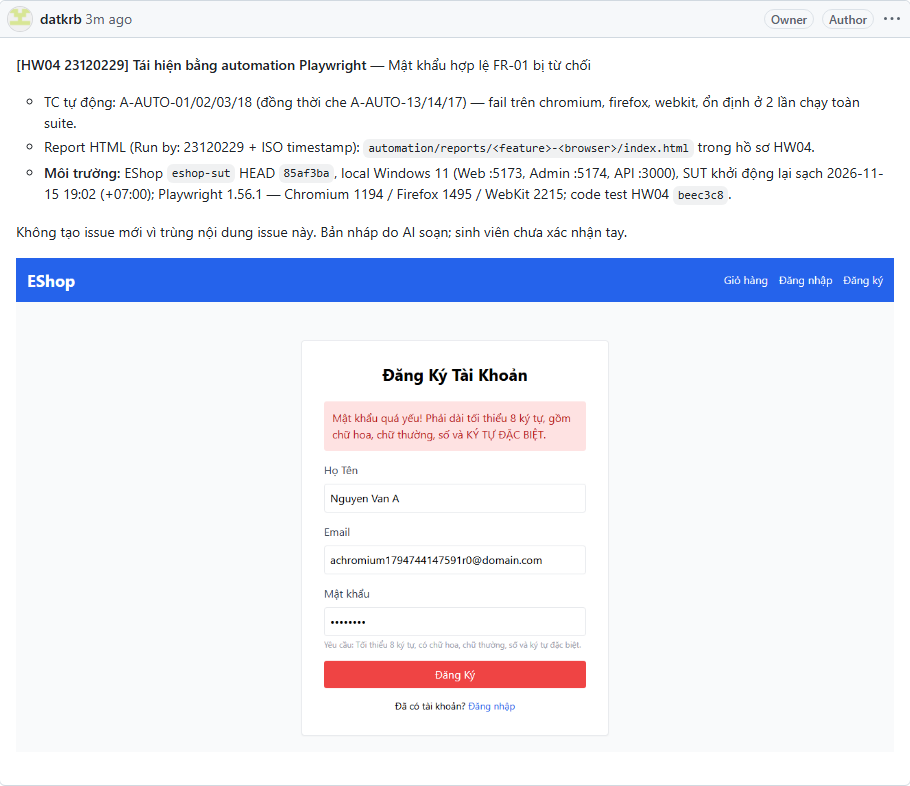 datkrb 3m ago
Owner
Author
[HW04 23120229] Tái hiện bằng automation Playwright — Mật khẩu hợp lệ FR-01 bị từ chối
TC tự động: A-AUTO-01/02/03/18 (đồng thời che A-AUTO-13/14/17) — fail trên chromium, firefox, webkit, ổn định ở 2 lần chạy toàn
suite.
Report HTML (Run by: 23120229 + ISO timestamp): automation/reports/<feature>-<browser>/index.html trong hồ sơ HW04.
Môi trường: EShop eshop-sut HEAD 85af3ba, local Windows 11 (Web :5173, Admin :5174, API :3000), SUT khởi động lại sạch 2026-11-
15 19:02 (+07:00); Playwright 1.56.1 — Chromium 1194 / Firefox 1495 / WebKit 2215; code test HW04 beec3c8.
Không tạo issue mới vì trùng nội dung issue này. Bản nháp do AI soạn; sinh viên chưa xác nhận tay.
EShop
Giỏ hàng
Đăng nhập
Đăng ký
Đăng Ký Tài Khoản
Mật khẩu quá yếu! Phải dài tối thiểu 8 ký tự, gồm
chữ hoa, chữ thường, số và KÝ TỰ ĐẶC BIỆT.
Họ Tên
Nguyen Van A
Email
achromium1794744147591r0@domain.com
Mật khẩu
••••••••
Yêu cầu: Tối thiểu 8 ký tự, có chữ hoa, chữ thường, số và ký tự đặc biệt.
Đăng Ký
Đã có tài khoản? Đăng nhập